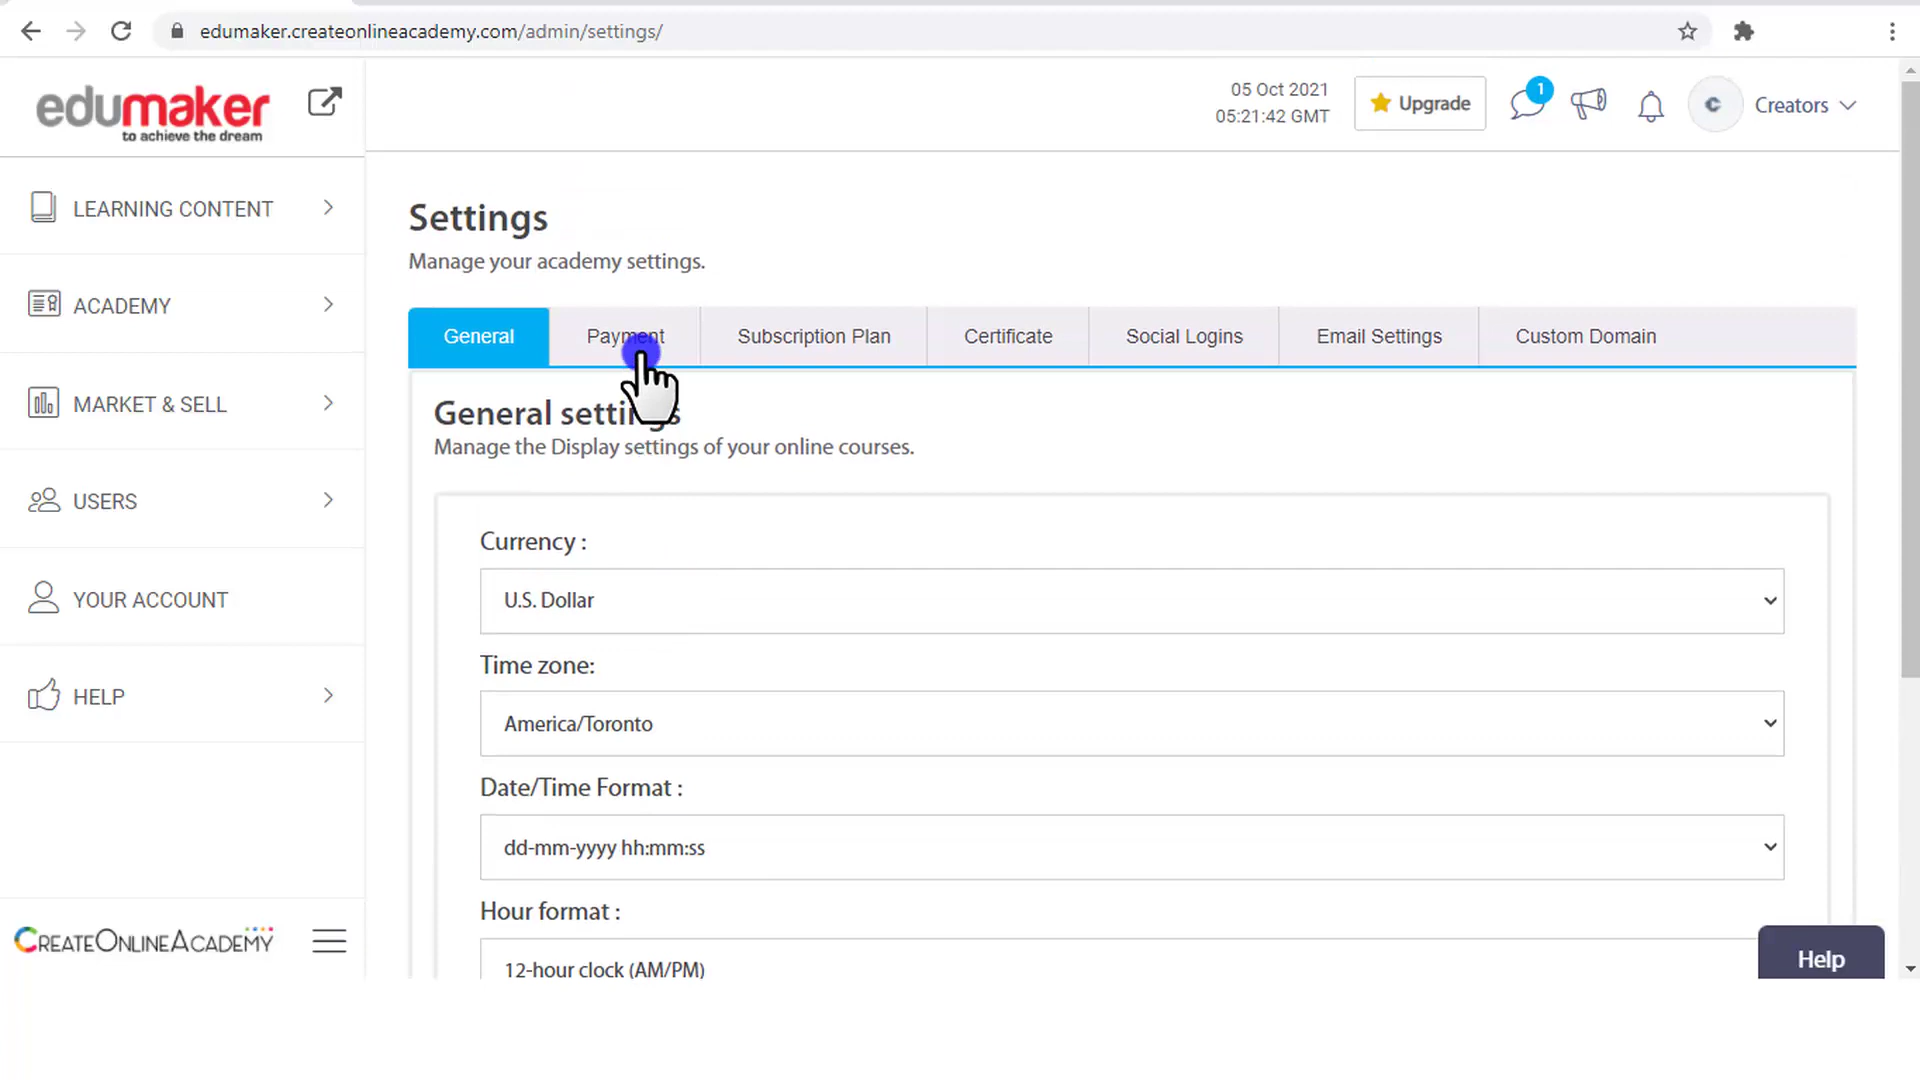 edumaker.createonlineacademy.com/admin/settings/
edumaker
to achieve the dream
05 Oct 2021
05:21:42 GMT
Upgrade
1
C
Creators
LEARNING CONTENT
ACADEMY
MARKET & SELL
USERS
YOUR ACCOUNT
HELP
CREATEONLINEACADEMY
Settings
Manage your academy settings.
General
Payment
Subscription Plan
Certificate
Social Logins
Email Settings
Custom Domain
General settings
Manage the Display settings of your online courses.
Currency :
U.S. Dollar
Time zone:
America/Toronto
Date/Time Format :
dd-mm-yyyy hh:mm:ss
Hour format :
12-hour clock (AM/PM)
Help